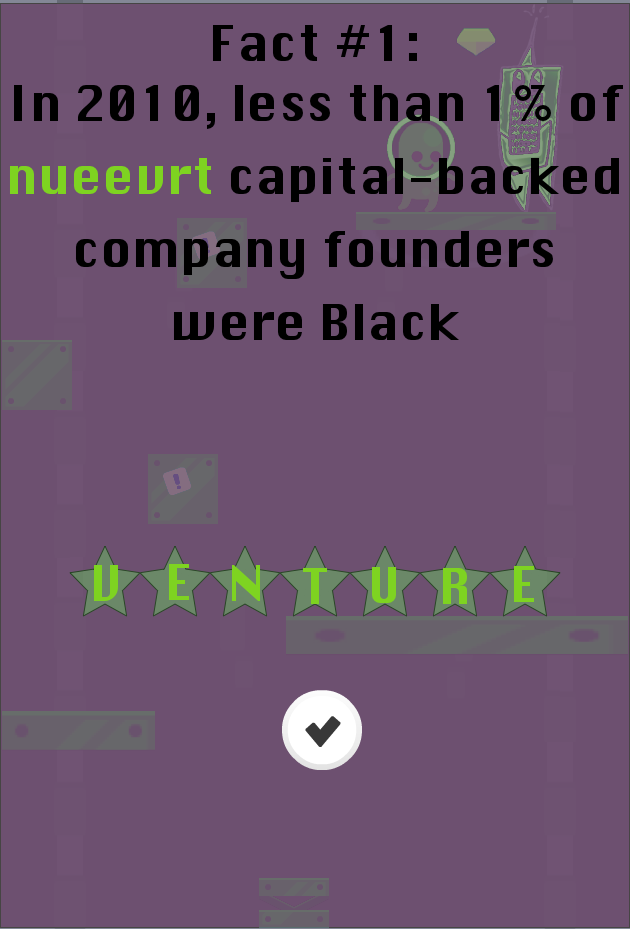 Fact #1:
In 2010, less than 1% of
nueevrt capital-backed
company founders
were Black
!
VENTURE